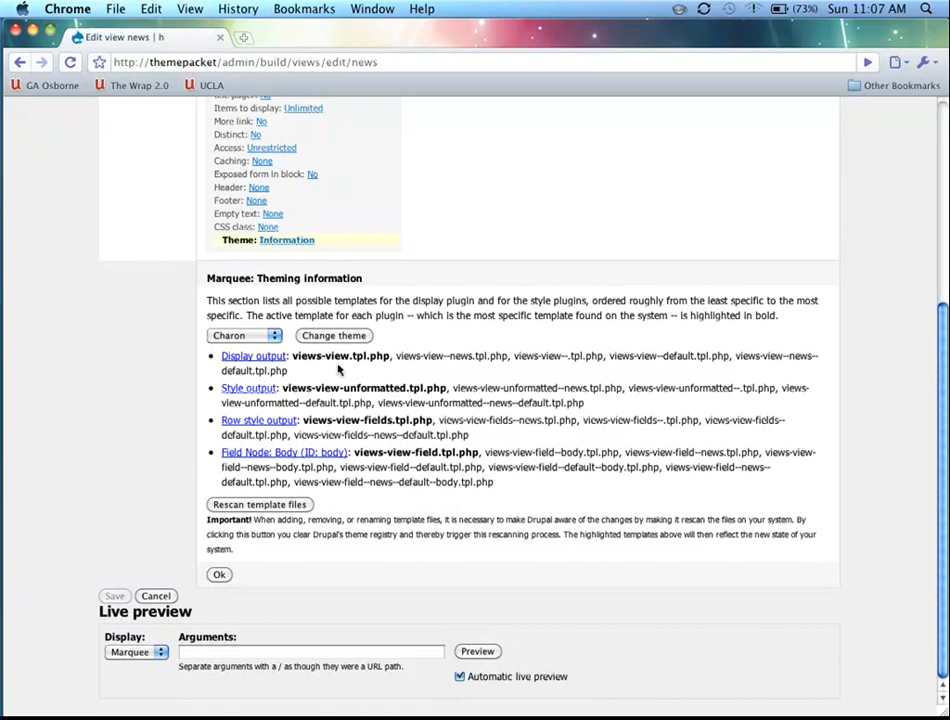 Chrome File Edit View History Bookmarks Window Help (73%) Sun 11:07 AM
Edit view news | h
http://themepacket/admin/build/views/edit/news
GA Osborne The Wrap 2.0 UCLA Other Bookmarks
Items to display: Unlimited
More link: No
Distinct: No
Access: Unrestricted
Caching: None
Exposed form in block: No
Header: None
Footer: None
Empty text: None
CSS class: None
Theme: Information
Marquee: Theming information
This section lists all possible templates for the display plugin and for the style plugins, ordered roughly from the least specific to the most
specific. The active template for each plugin -- which is the most specific template found on the system -- is highlighted in bold.
Charon Change theme
• Display output: views-view.tpl.php, views-view--news.tpl.php, views-view--.tpl.php, views-view--default.tpl.php, views-view--news--
default.tpl.php
• Style output: views-view-unformatted.tpl.php, views-view-unformatted--news.tpl.php, views-view-unformatted--.tpl.php, views-
view-unformatted--default.tpl.php, views-view-unformatted--news--default.tpl.php
• Row style output: views-view-fields.tpl.php, views-view-fields--news.tpl.php, views-view-fields--.tpl.php, views-view-fields--
default.tpl.php, views-view-fields--news--default.tpl.php
• Field Node: Body (ID: body): views-view-field.tpl.php, views-view-field--body.tpl.php, views-view-field--news.tpl.php, views-view-
field--news--body.tpl.php, views-view-field--default.tpl.php, views-view-field--default--body.tpl.php, views-view-field--news--
default.tpl.php, views-view-field--news--default--body.tpl.php
Rescan template files
Important! When adding, removing, or renaming template files, it is necessary to make Drupal aware of the changes by making it rescan the files on your system. By
clicking this button you clear Drupal's theme registry and thereby trigger this rescanning process. The highlighted templates above will then reflect the new state of your
system.
Ok
Save Cancel
Live preview
Display: Arguments:
Marquee Preview
Separate arguments with a / as though they were a URL path.
Automatic live preview